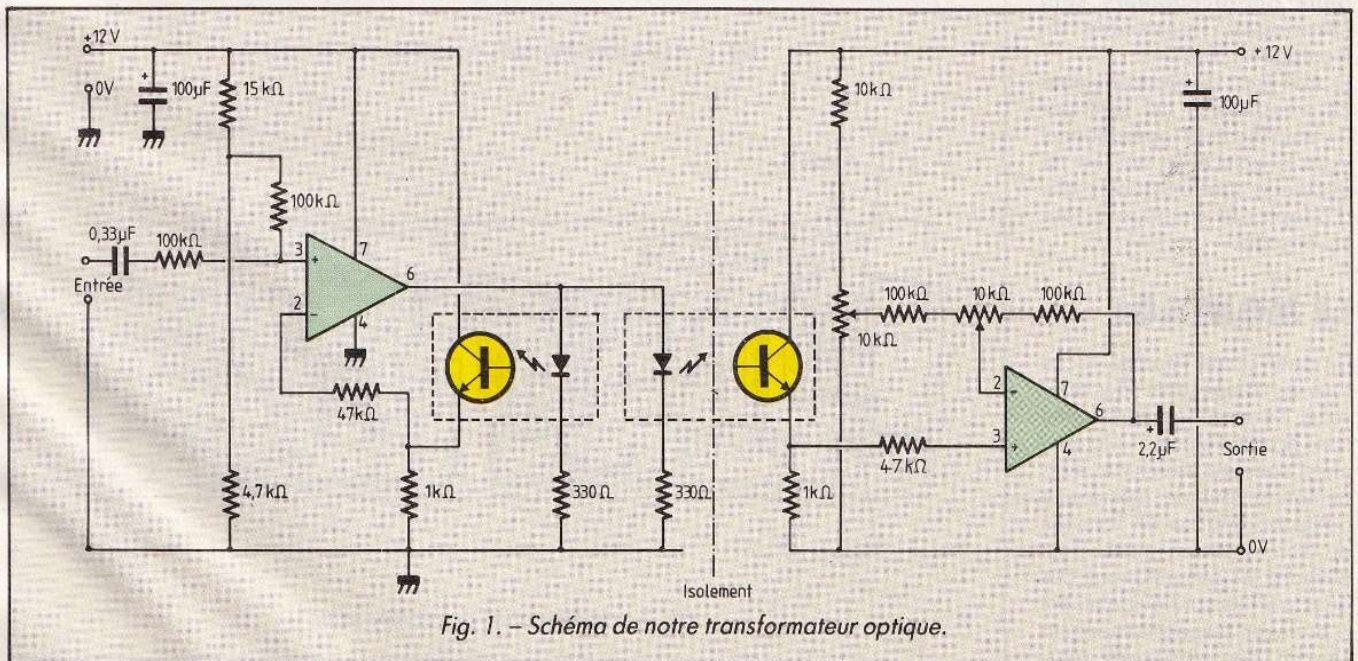 +12V
0V
+
100µF
15kΩ
100kΩ
0,33µF
100kΩ
Entrée
3
+
2
−
7
4
6
47kΩ
4,7kΩ
1kΩ
330Ω
330Ω
Isolement
10kΩ
10kΩ
100kΩ
10kΩ
100kΩ
47kΩ
1kΩ
2
−
3
+
7
4
6
+
2,2µF
+
100µF
+12V
Sortie
0V
Fig. 1. – Schéma de notre transformateur optique.